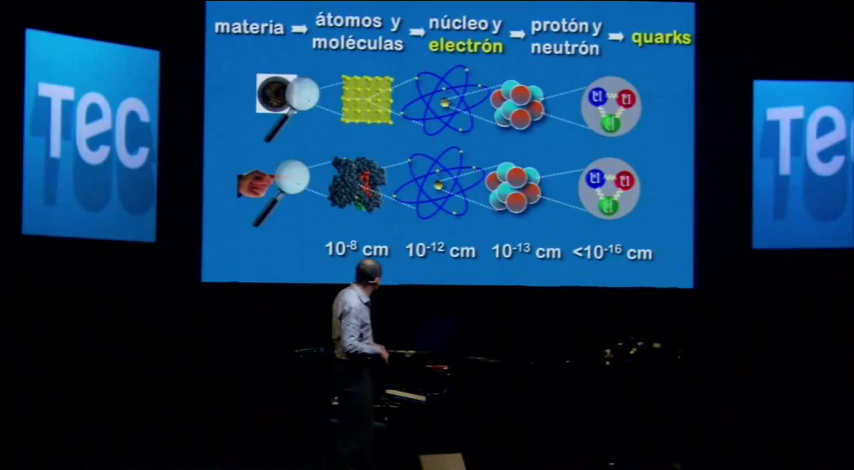 materia ➡ átomos y moléculas ➡ núcleo y electrón ➡ protón y neutrón ➡ quarks
TEC
TE
10⁻⁸ cm 10⁻¹² cm 10⁻¹³ cm <10⁻¹⁶ cm